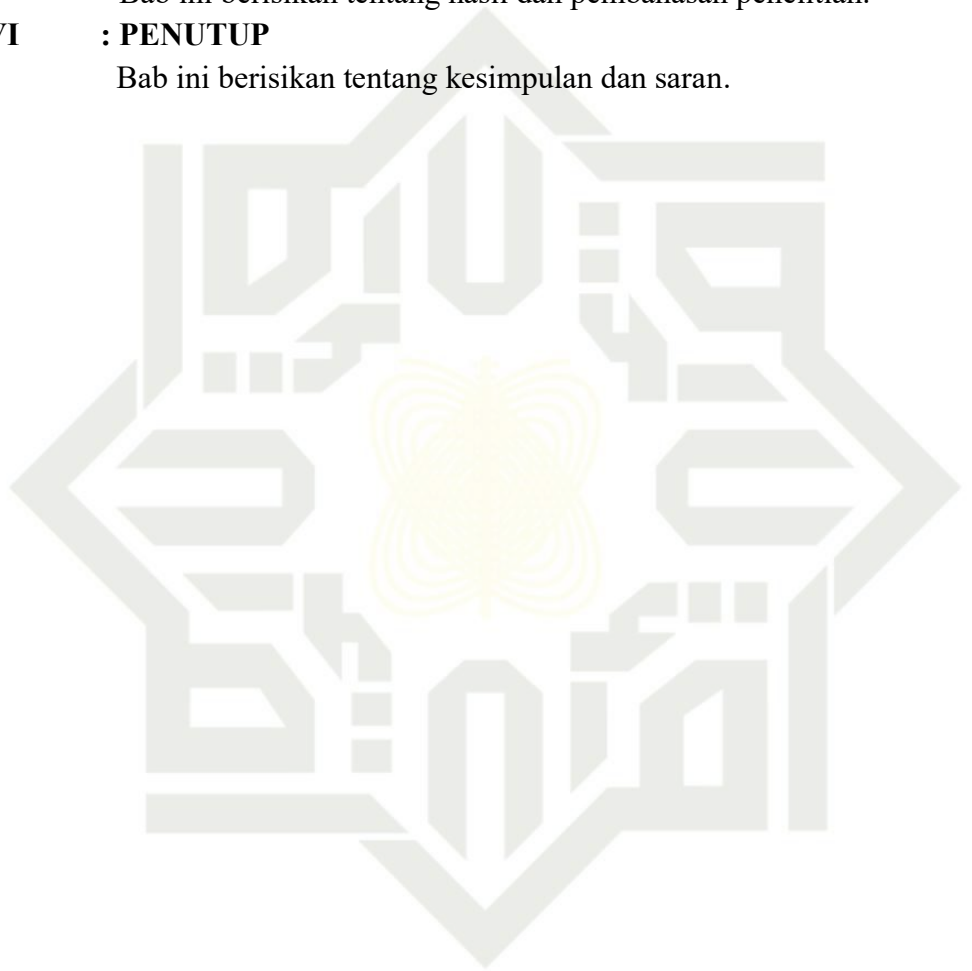 Bab ini berisikan tentang hasil dan pembahasan penelitian.
VI : PENUTUP
Bab ini berisikan tentang kesimpulan dan saran.